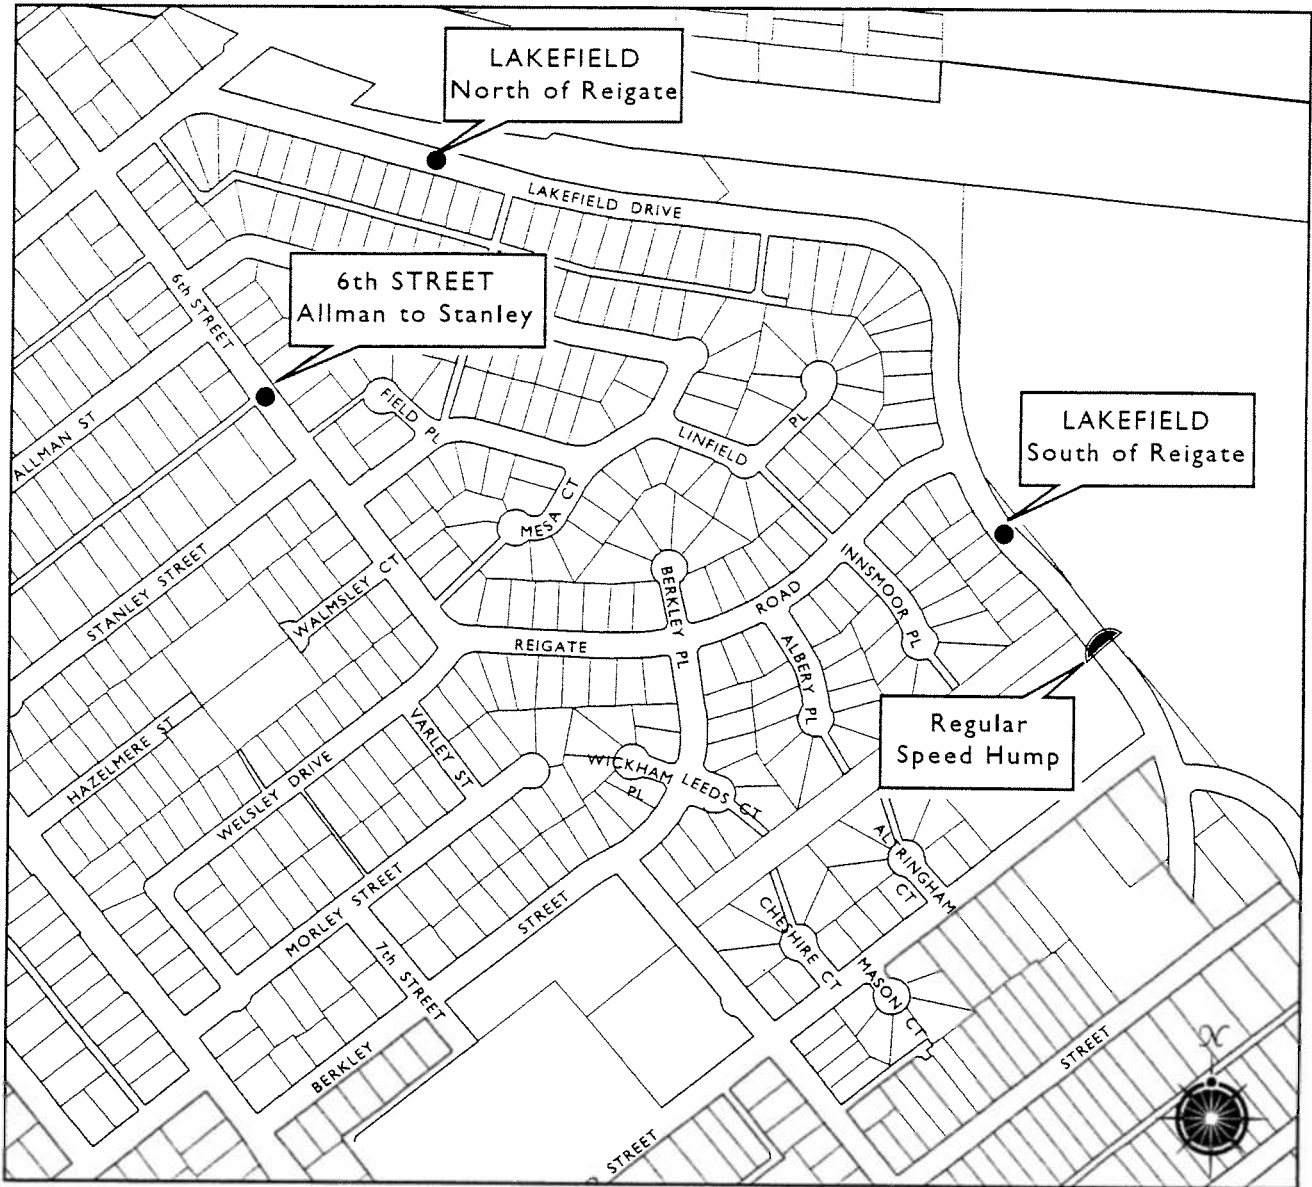 LAKEFIELD
North of Reigate
LAKEFIELD DRIVE
6th STREET
6th STREET
Allman to Stanley
FIELD PL
ALLMAN ST
LINFIELD
PL
LAKEFIELD
South of Reigate
MESA CT
STANLEY STREET
WALMSLEY CT
BERKLEY PL
ROAD
INNSMOOR PL
REIGATE
ALBERY PL
Regular
Speed Hump
HAZELMERE ST
VARLEY ST
WELSLEY DRIVE
WICKHAM
PL
LEEDS CT
CT
MORLEY STREET
STREET
CHESHIRE CT
7th STREET
MASON CT
BERKLEY
STREET
STREET
N